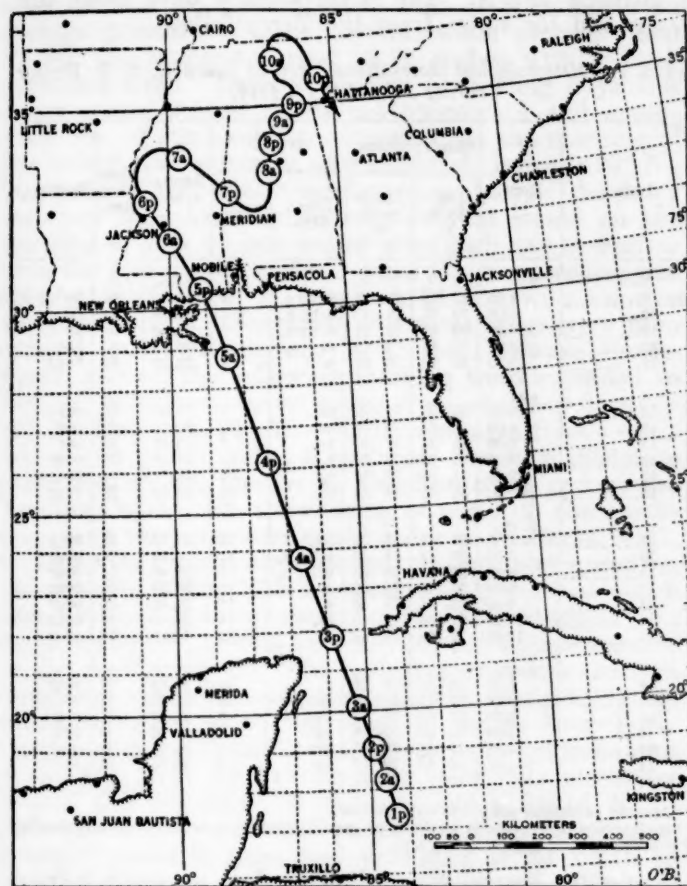 90°
85°
80°
75°
CAIRO
RALEIGH
10a
10p
CHATTANOOGA
35°
35°
9p
LITTLE ROCK
9a
8p
COLUMBIA
7a
8a
ATLANTA
CHARLESTON
6p
7p
MERIDIAN
JACKSON
6a
30°
MOBILE
PENSACOLA
JACKSONVILLE
5p
NEW ORLEANS
30°
5a
4p
MIAMI
25°
25°
4a
HAVANA
3p
20°
MERIDA
3a
20°
VALLADOLID
2p
2a
KINGSTON
SAN JUAN BAUTISTA
1p
KILOMETERS
100 50 0 100 200 300 400 500
TRUXILLO
90°
85°
80°
O'B.